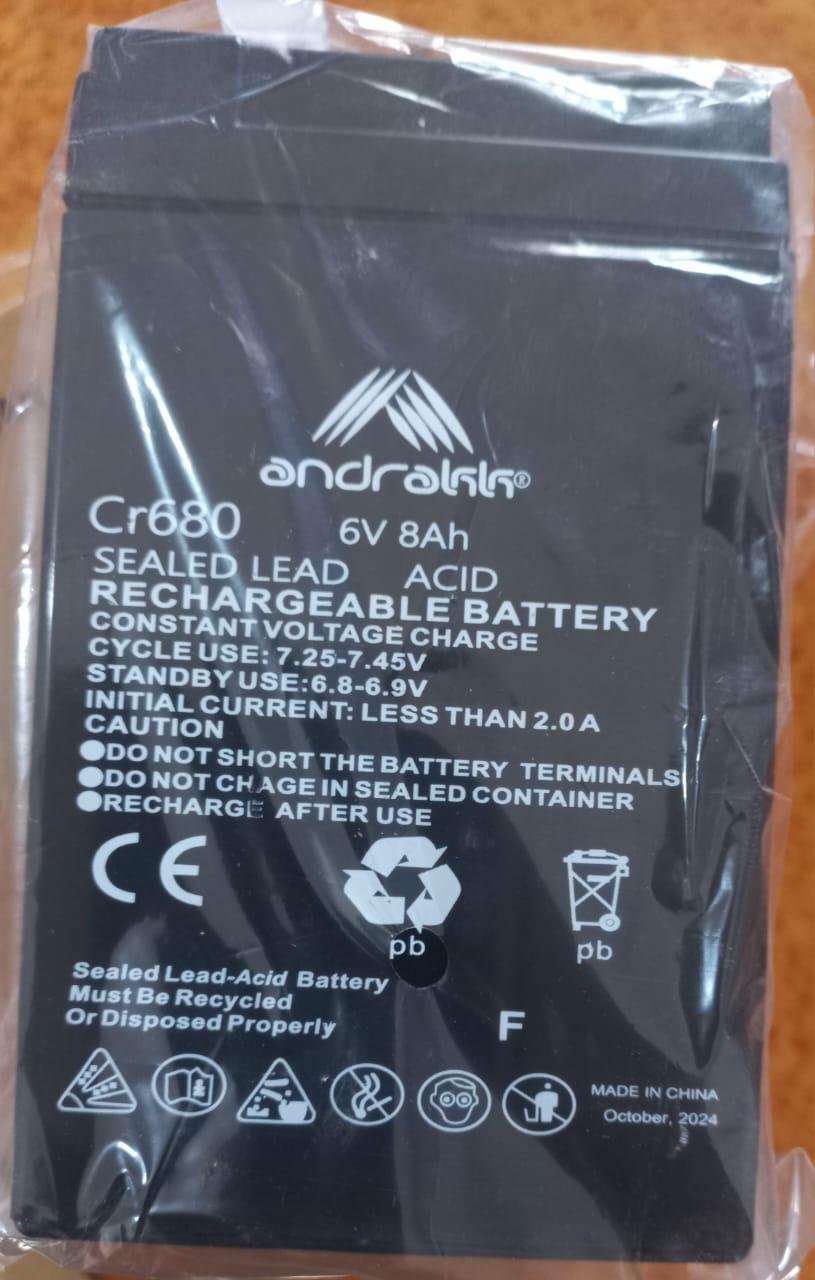 andrakk®
Cr680 6V 8Ah
SEALED LEAD ACID
RECHARGEABLE BATTERY
CONSTANT VOLTAGE CHARGE
CYCLE USE: 7.25-7.45V
STANDBY USE:6.8-6.9V
INITIAL CURRENT: LESS THAN 2.0 A
CAUTION
●DO NOT SHORT THE BATTERY TERMINALS
●DO NOT CHAGE IN SEALED CONTAINER
●RECHARGE AFTER USE
CE
pb
pb
Sealed Lead-Acid Battery
Must Be Recycled
Or Disposed Properly
F
MADE IN CHINA
October, 2024